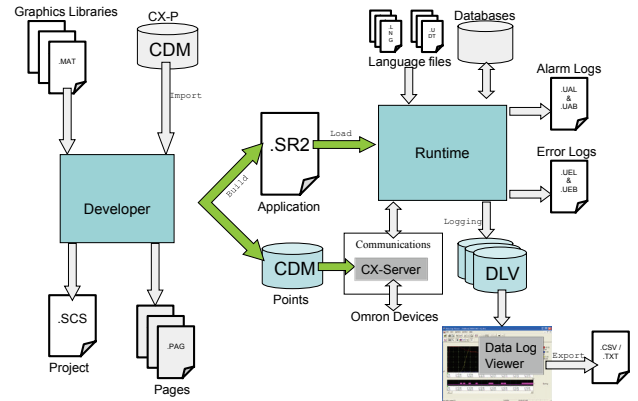 Graphics Libraries
.MAT
CX-P
CDM
Import
Developer
.SCS
Project
.PAG
Pages
Build
.SR2
Application
CDM
Points
Load
.L
N
G
.U
DT
Language files
Databases
Runtime
Alarm Logs
.UAL
&
.UAB
Error Logs
.UEL
&
.UEB
Communications
CX-Server
Omron Devices
Logging
DLV
Data Log
Viewer
Export
.CSV /
.TXT